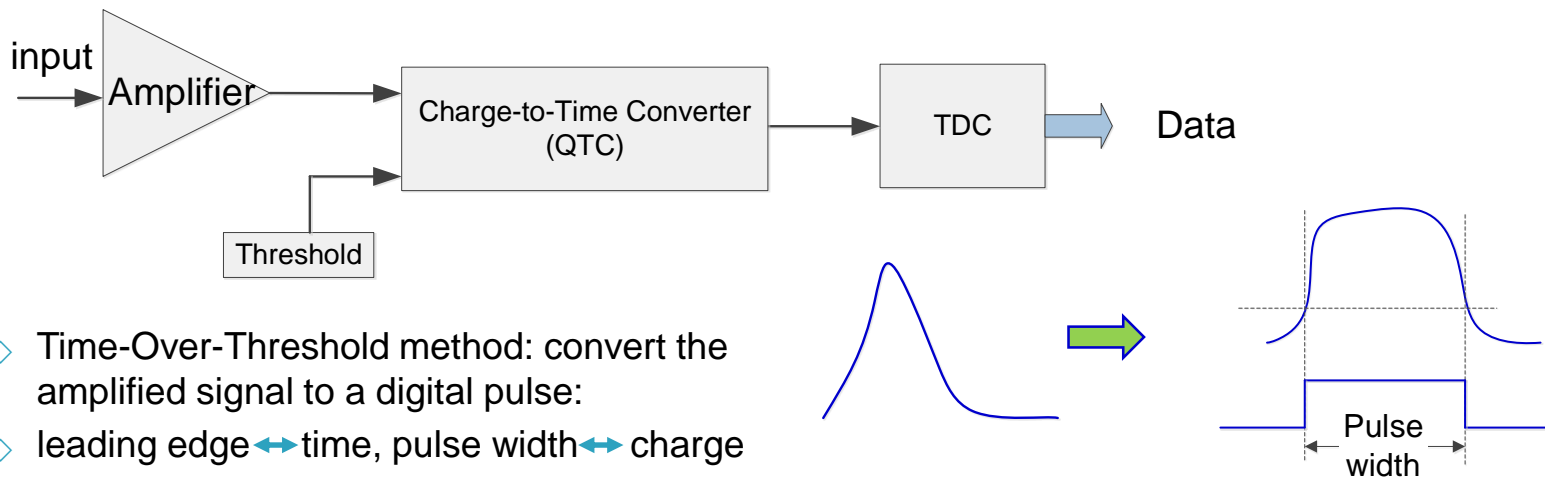 input
Amplifier
Charge-to-Time Converter
(QTC)
TDC
Data
Threshold
Time-Over-Threshold method: convert the
amplified signal to a digital pulse:
leading edge↔time, pulse width↔ charge
Pulse
width